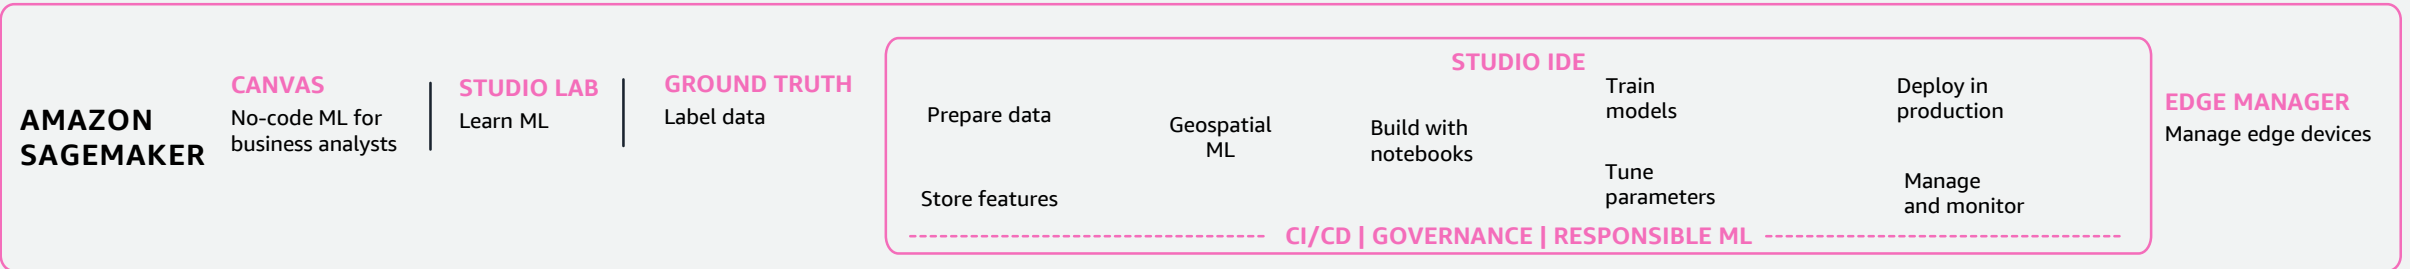 AMAZON
SAGEMAKER
CANVAS
No-code ML for
business analysts
STUDIO LAB
Learn ML
GROUND TRUTH
Label data
STUDIO IDE
Prepare data
Store features
Geospatial
ML
Build with
notebooks
Train
models
Tune
parameters
Deploy in
production
Manage
and monitor
CI/CD | GOVERNANCE | RESPONSIBLE ML
EDGE MANAGER
Manage edge devices